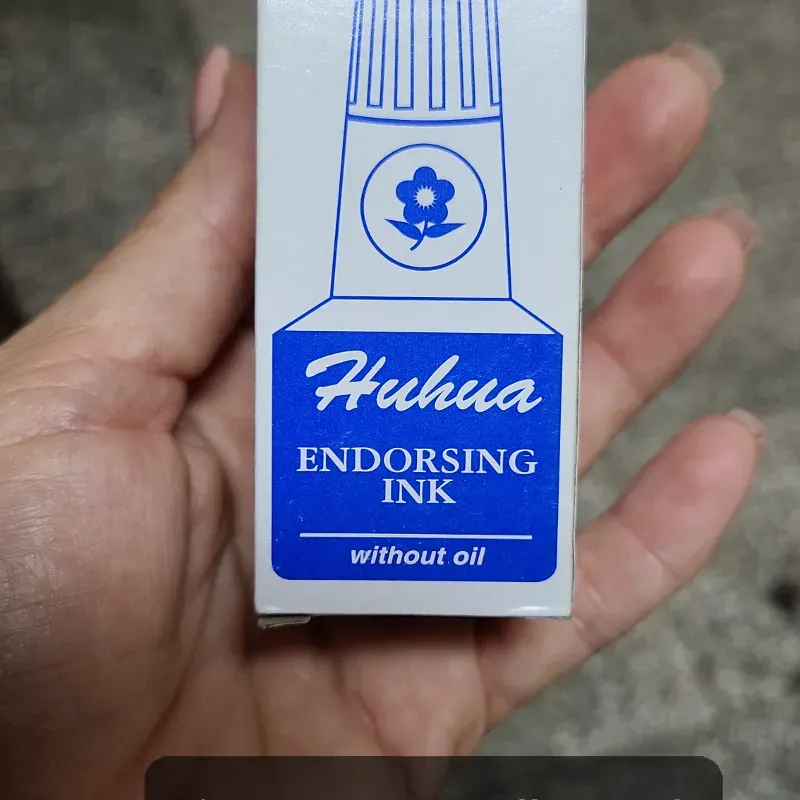 Huhua
ENDORSING
INK
without oil